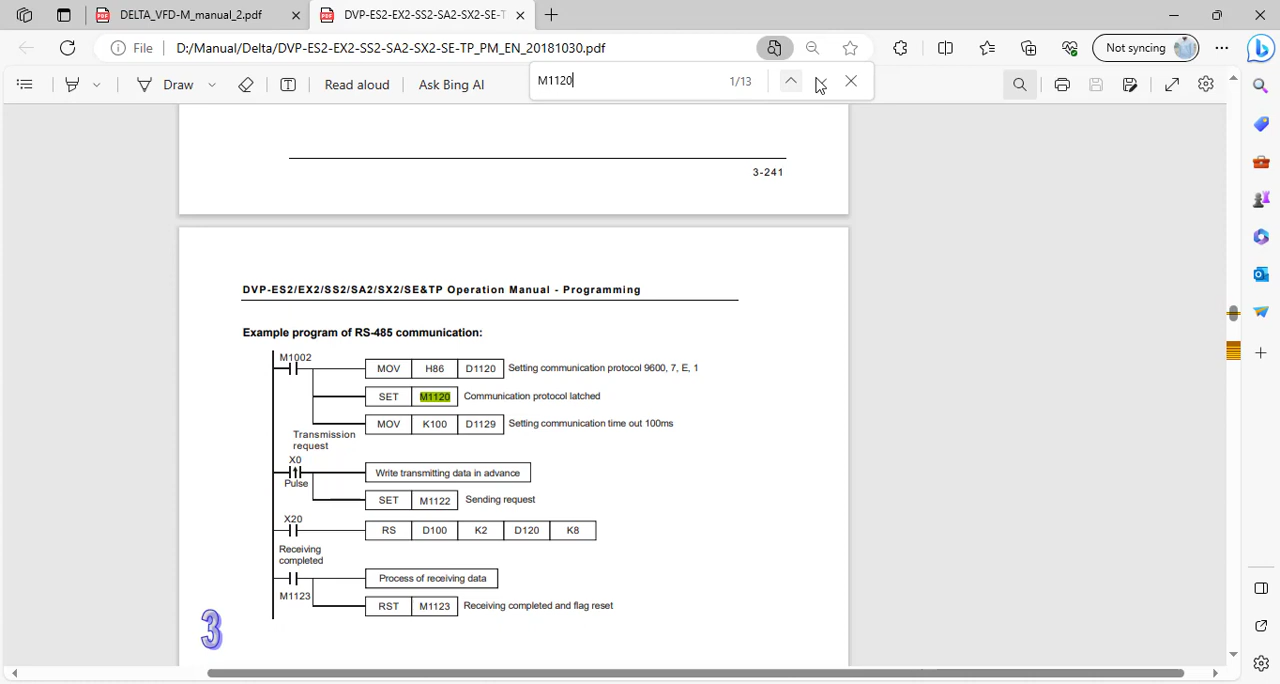 DELTA_VFD-M_manual_2.pdf
DVP-ES2-EX2-SS2-SA2-SX2-SE-T
File
D:/Manual/Delta/DVP-ES2-EX2-SS2-SA2-SX2-SE-TP_PM_EN_20181030.pdf
Not syncing
Draw
Read aloud
Ask Bing AI
M1120
1/13
3-241
DVP-ES2/EX2/SS2/SA2/SX2/SE&TP Operation Manual - Programming
Example program of RS-485 communication:
M1002
MOV H86 D1120 Setting communication protocol 9600, 7, E, 1
SET M1120 Communication protocol latched
MOV K100 D1129 Setting communication time out 100ms
Transmission
request
X0
Write transmitting data in advance
Pulse
SET M1122 Sending request
X20
RS D100 K2 D120 K8
Receiving
completed
Process of receiving data
M1123
RST M1123 Receiving completed and flag reset
3